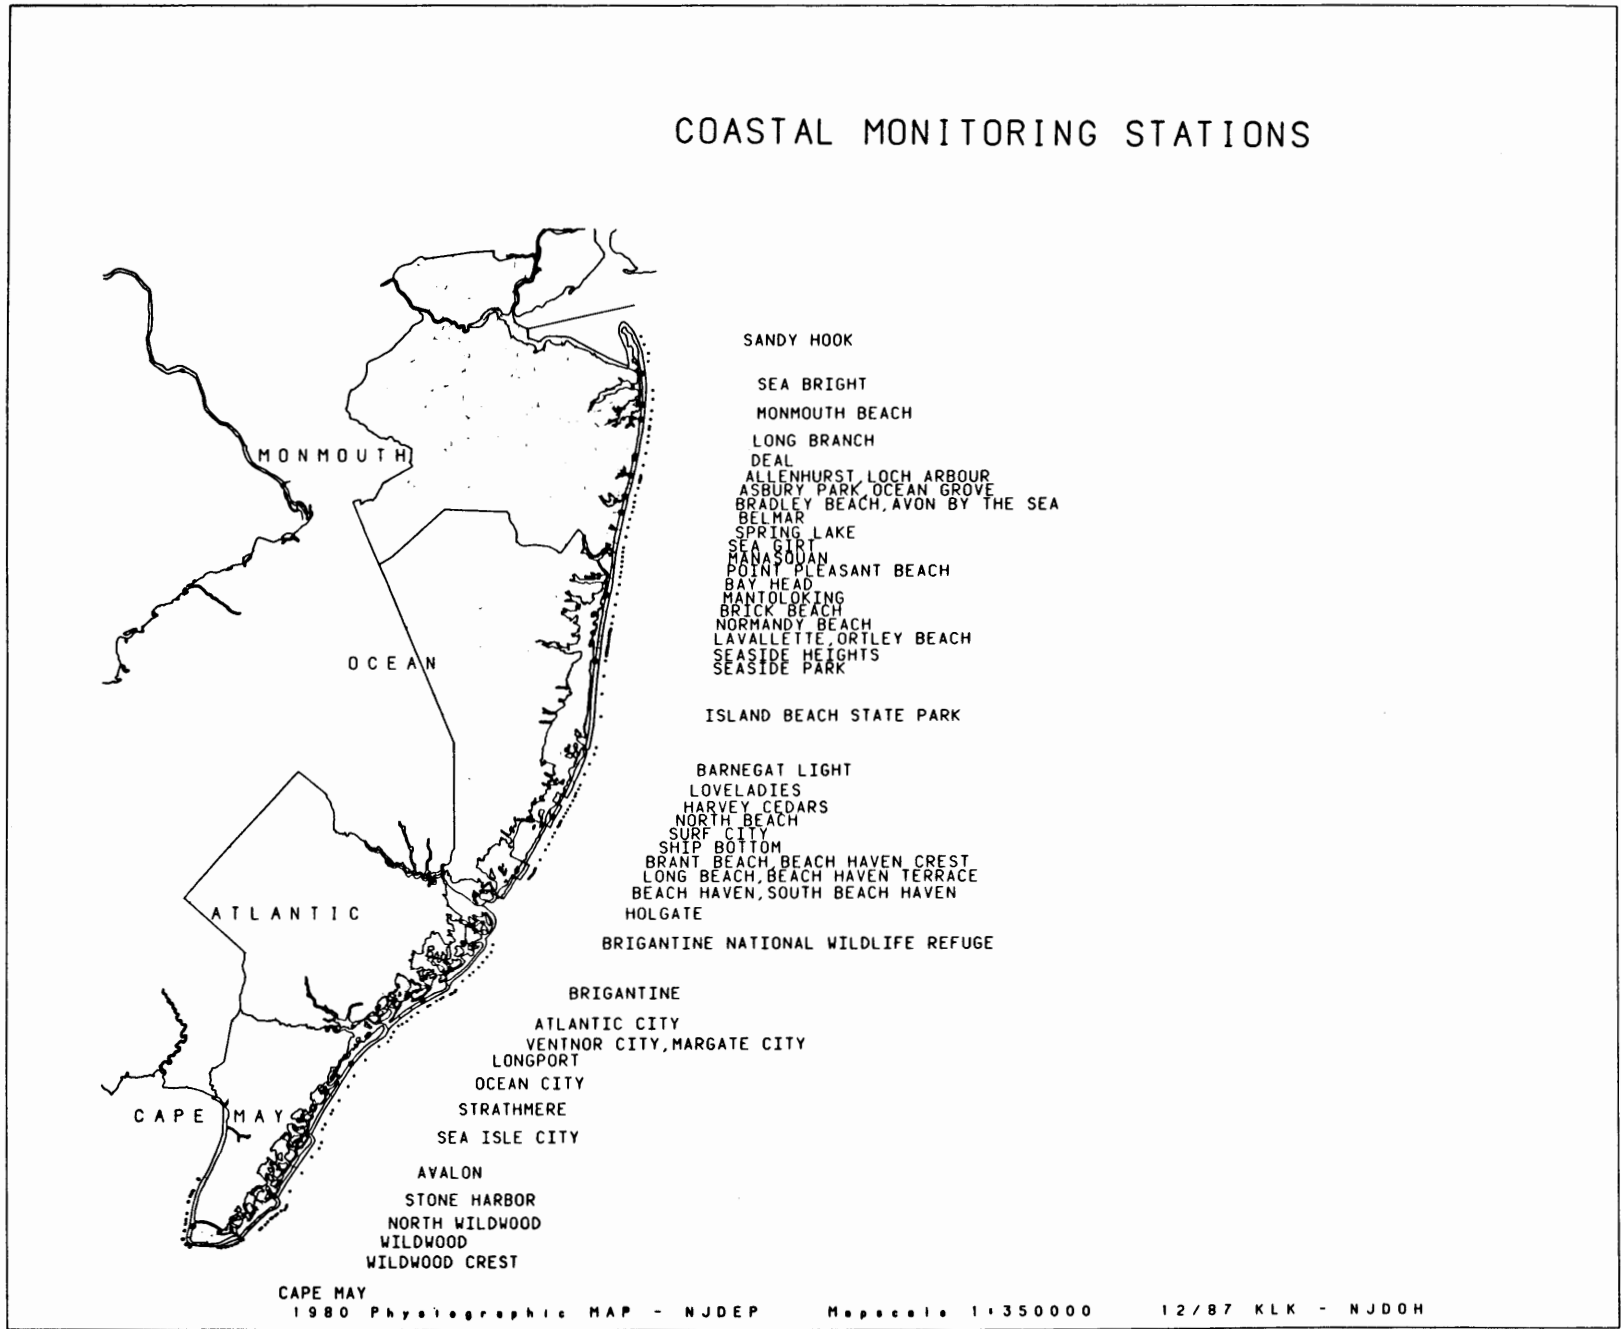 COASTAL MONITORING STATIONS
SANDY HOOK
SEA BRIGHT
MONMOUTH BEACH
LONG BRANCH
MONMOUTH
DEAL
ALLENHURST,LOCH ARBOUR
ASBURY PARK,OCEAN GROVE
BRADLEY BEACH,AVON BY THE SEA
BELMAR
SPRING LAKE
SEA GIRT
MANASQUAN
POINT PLEASANT BEACH
BAY HEAD
MANTOLOKING
BRICK BEACH
NORMANDY BEACH
LAVALLETTE,ORTLEY BEACH
SEASIDE HEIGHTS
OCEAN
SEASIDE PARK
ISLAND BEACH STATE PARK
BARNEGAT LIGHT
LOVELADIES
HARVEY CEDARS
NORTH BEACH
SURF CITY
SHIP BOTTOM
BRANT BEACH,BEACH HAVEN CREST
LONG BEACH,BEACH HAVEN TERRACE
BEACH HAVEN,SOUTH BEACH HAVEN
ATLANTIC
HOLGATE
BRIGANTINE NATIONAL WILDLIFE REFUGE
BRIGANTINE
ATLANTIC CITY
VENTNOR CITY,MARGATE CITY
LONGPORT
OCEAN CITY
STRATHMERE
CAPE MAY
SEA ISLE CITY
AVALON
STONE HARBOR
NORTH WILDWOOD
WILDWOOD
WILDWOOD CREST
CAPE MAY
1980 Physiographic MAP - NJDEP Mapscale 1:350000 12/87 KLK - NJDOH